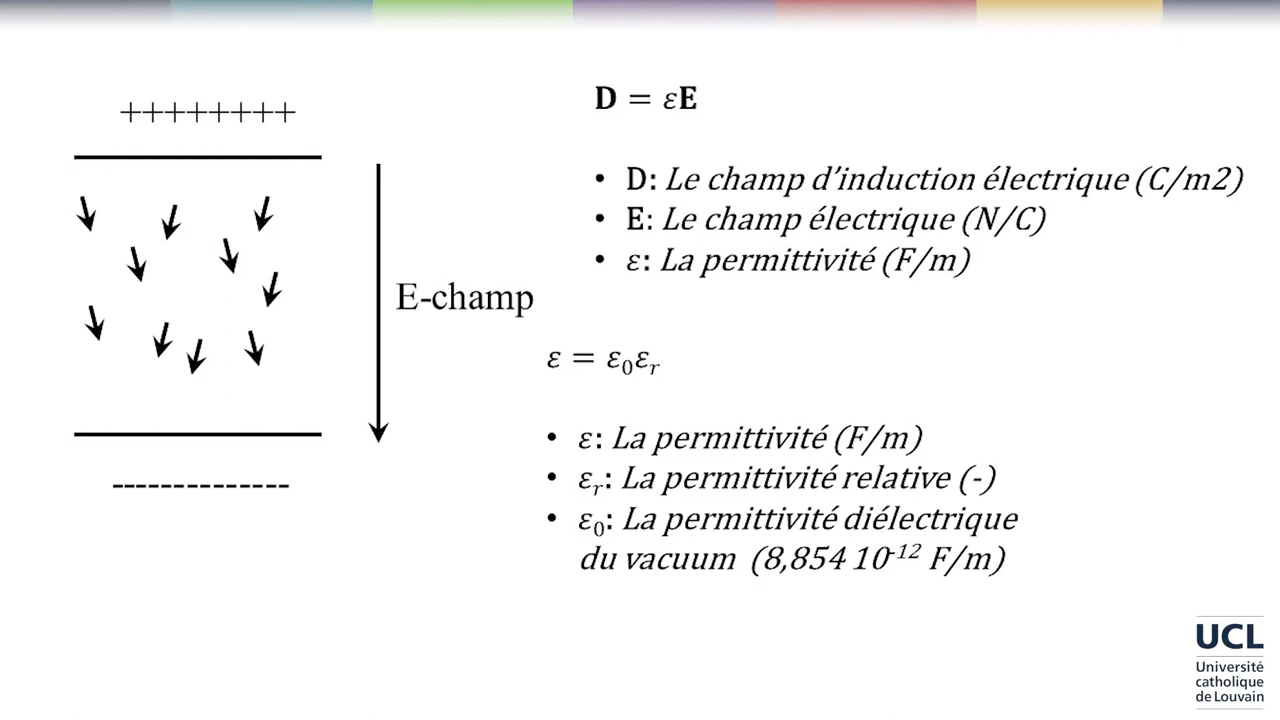 ++++++++
E-champ
--------------
𝐃 = 𝜀𝐄
• D: Le champ d’induction électrique (C/m2)
• E: Le champ électrique (N/C)
• ε: La permittivité (F/m)
𝜀 = 𝜀₀𝜀ᵣ
• ε: La permittivité (F/m)
• εᵣ: La permittivité relative (-)
• ε₀: La permittivité diélectrique
du vacuum (8,854 10⁻¹² F/m)
UCL
Université
catholique
de Louvain